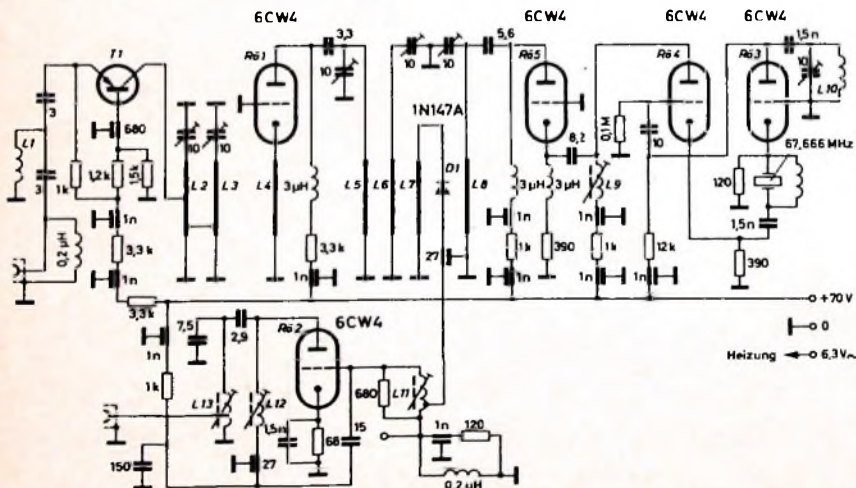 6CW4 6CW4 6CW4 6CW4
T1 Rö1 3,3 5,6 Rö5 Rö4 Rö3 1,5n
10 10 10 10 L10
3 680 1N147A 8,2 0,1M 10 67,666 MHz
10 10
L1 3 1k 1,2k 1,5k L2 L3 L4 3µH L5 L6 L7 D1 L8 3µH 3µH L9 120
1n 1n 1n 12k 1,5n
0,2µH 3,3k 3,3k 27 1k 390 1k 390
1n 1n 1n 1n 1n
3,3k +70V
7,5 2,9 Rö2 6CW4 0
1n Heizung 6,3V~
1k L13 L12 680 L11
1,5n 68 15 1n 120
150 27 0,2µH